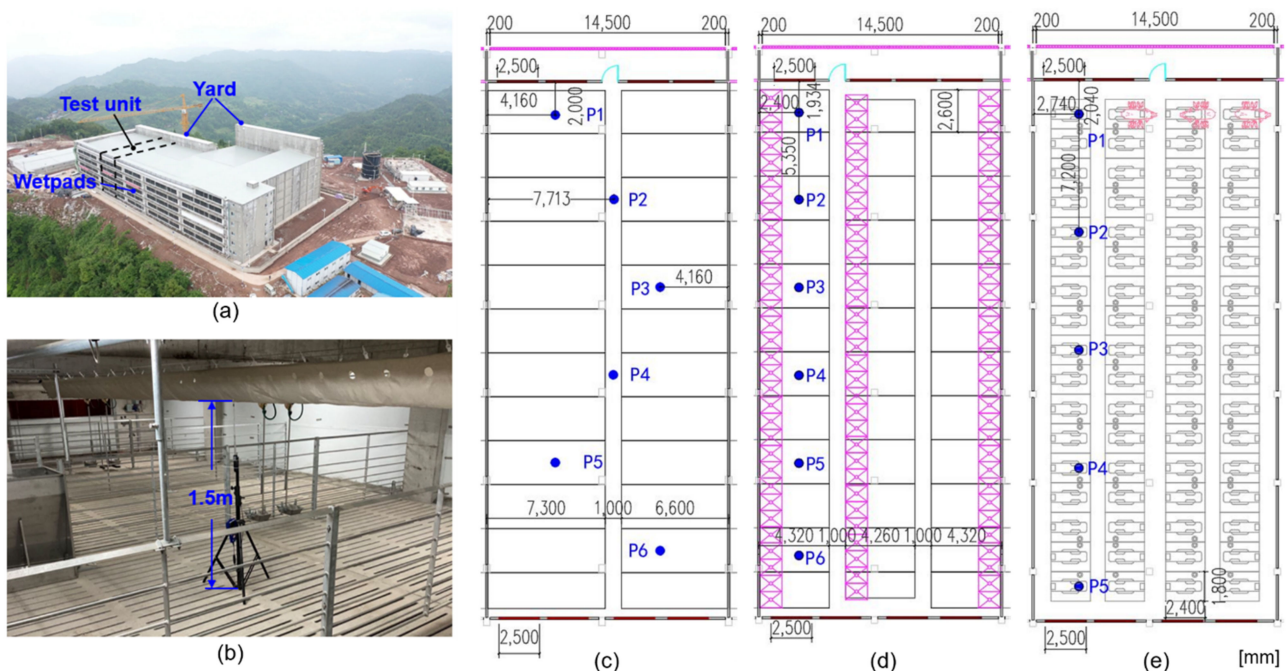 Yard
Test unit
Wetpads
(a)
1.5m
(b)
200 14,500 200
2,500
4,160
2,000
P1
7,713
P2
P3
4,160
P4
P5
7,300 1,000 6,600
P6
2,500
(c)
200 14,500 200
2,500
2,400
1,934
P1
2,600
5,350
P2
P3
P4
P5
4,320 1,000 4,260 1,000 4,320
P6
2,500
(d)
200 14,500 200
2,500
2,740
2,040
P1
7,200
P2
P3
P4
P5
1,800
2,400
2,500
(e)
[mm]